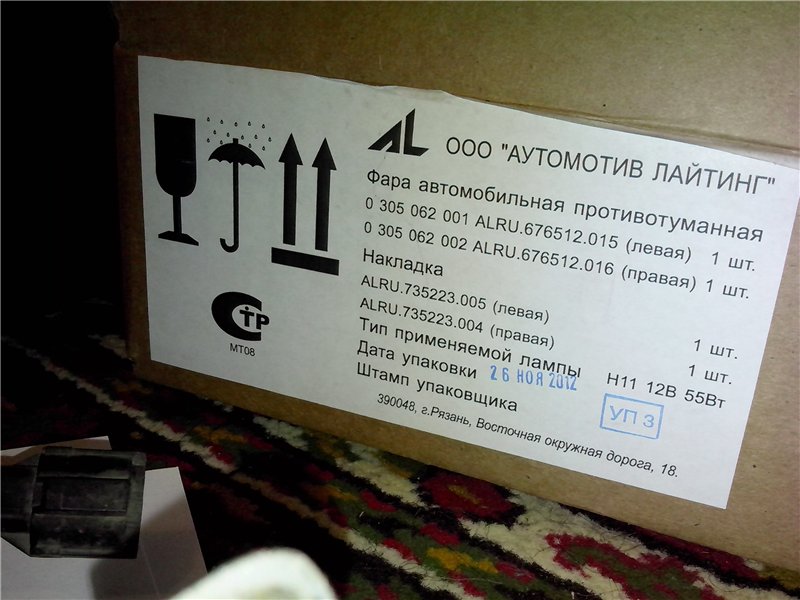 AL ООО "АУТОМОТИВ ЛАЙТИНГ"
Фара автомобильная противотуманная
0 305 062 001 ALRU.676512.015 (левая) 1 шт.
0 305 062 002 ALRU.676512.016 (правая) 1 шт.
Накладка
ALRU.735223.005 (левая) 1 шт.
ALRU.735223.004 (правая) 1 шт.
Тип применяемой лампы Н11 12В 55Вт
Дата упаковки 26 НОЯ 2012
Штамп упаковщика УП 3
390048, г.Рязань, Восточная окружная дорога, 18.
СТР
МТ08